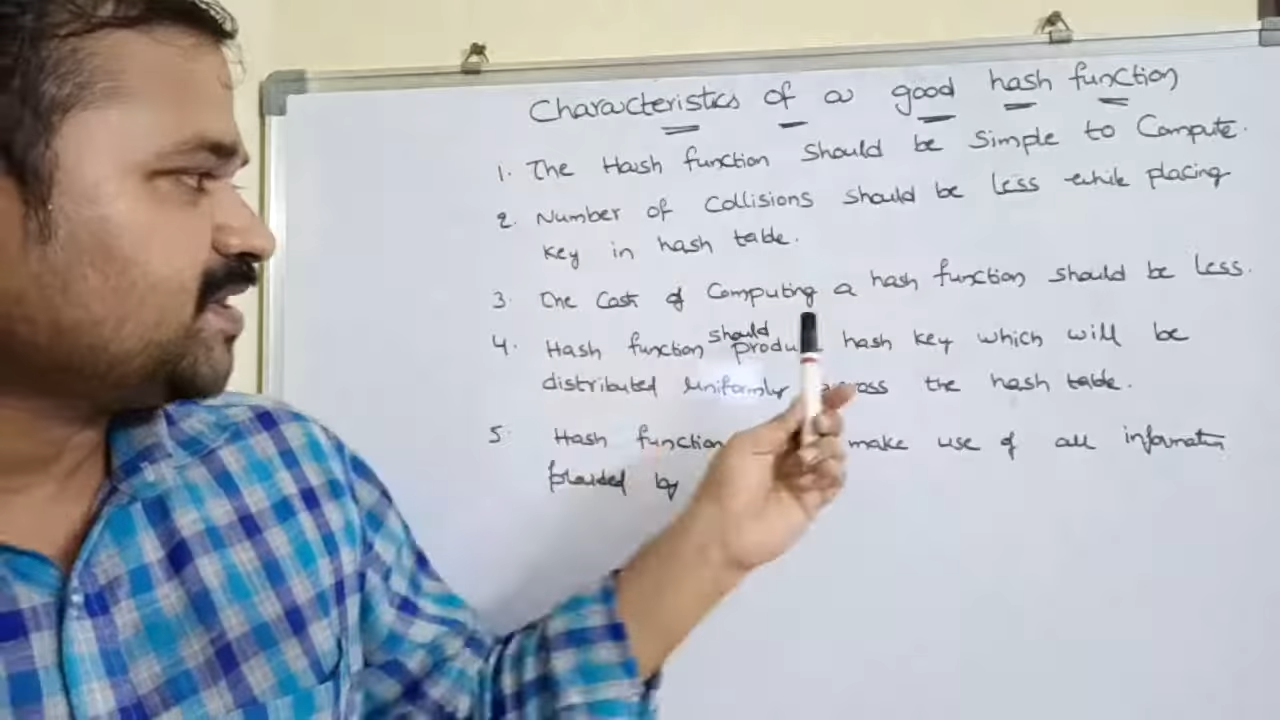 Characteristics of a good hash function
1. The Hash function should be Simple to Compute.
2. Number of Collisions should be less while placing
key in hash table.
3. The Cost of Computing a hash function should be less.
4. Hash function should hash key which will be
distributed uniformly across the hash table.
5. Hash function make use of all
by